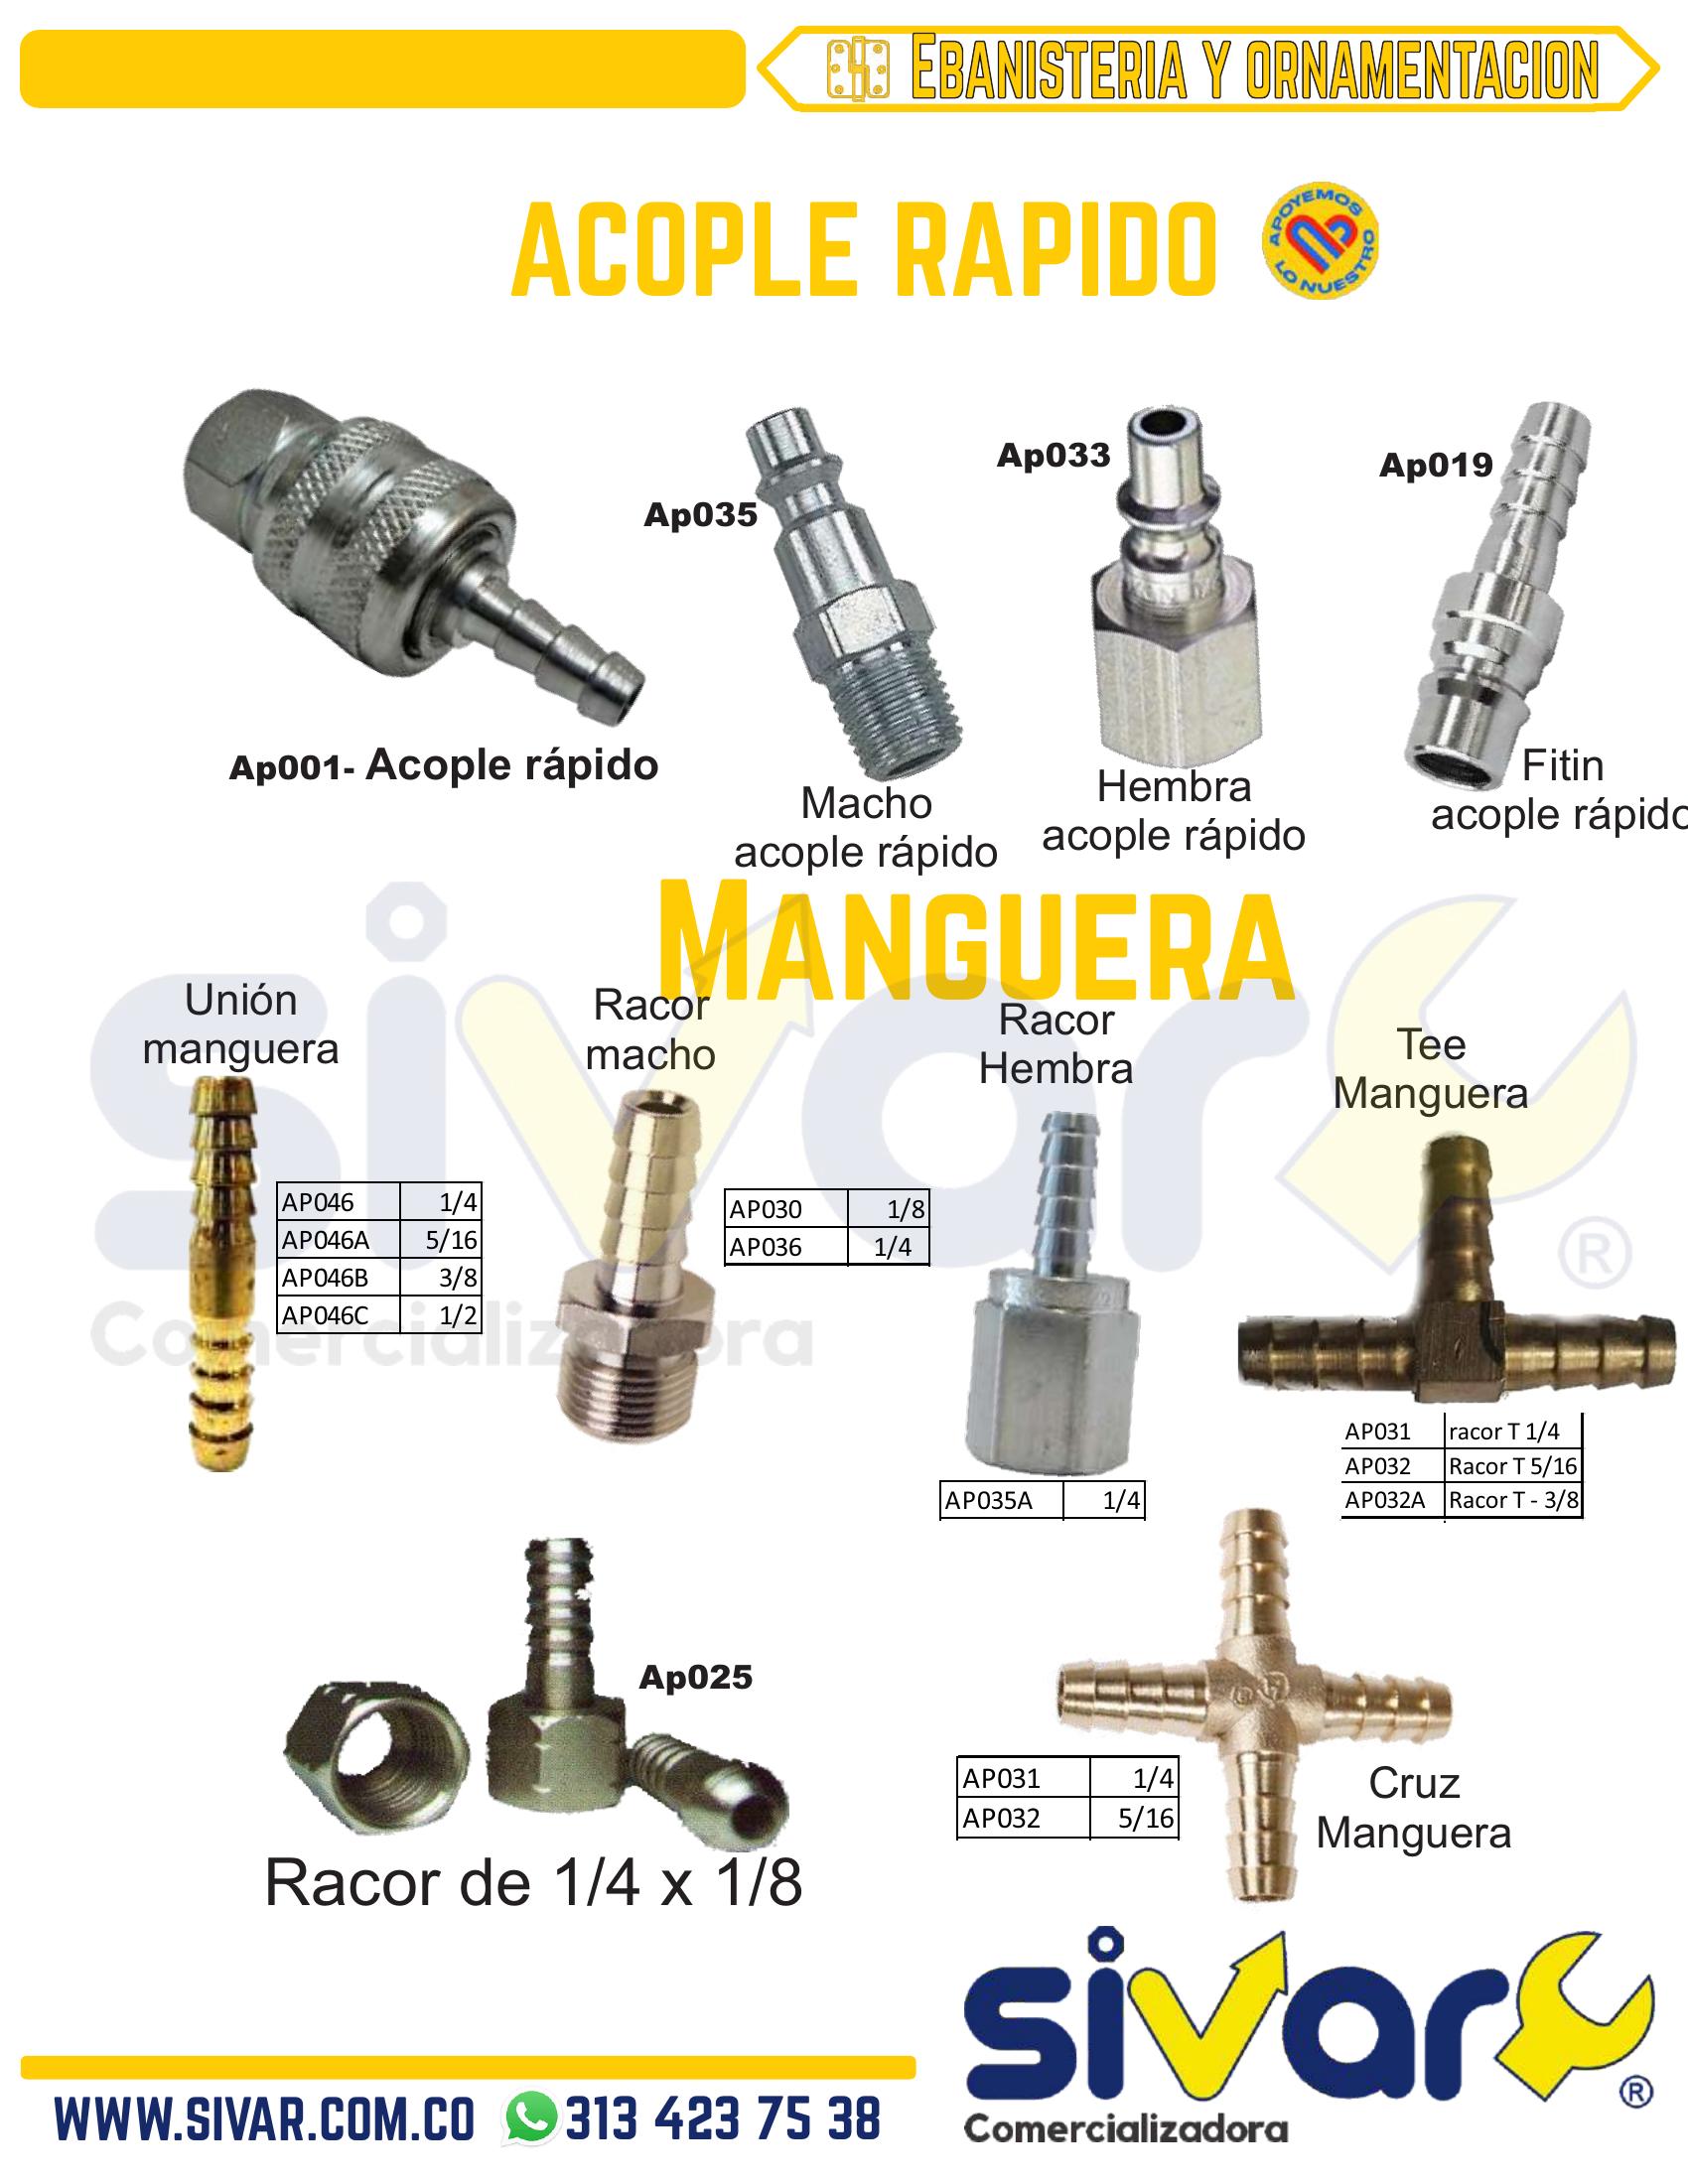 EBANISTERIA Y ORNAMENTACION
ACOPLE RAPIDO
APOYEMOS LO NUESTRO
Ap035
Ap033
Ap019
Ap001- Acople rápido
Macho
acople rápido
Hembra
acople rápido
Fitin
acople rápido
MANGUERA
Unión
manguera
Racor
macho
Racor
Hembra
Tee
Manguera
AP046 1/4
AP046A 5/16
AP046B 3/8
AP046C 1/2
AP030 1/8
AP036 1/4
AP035A 1/4
AP031 racor T 1/4
AP032 Racor T 5/16
AP032A Racor T - 3/8
sivar
Comercializadora
®
Ap025
Racor de 1/4 x 1/8
AP031 1/4
AP032 5/16
Cruz
Manguera
WWW.SIVAR.COM.CO 313 423 75 38
sivar
®
Comercializadora